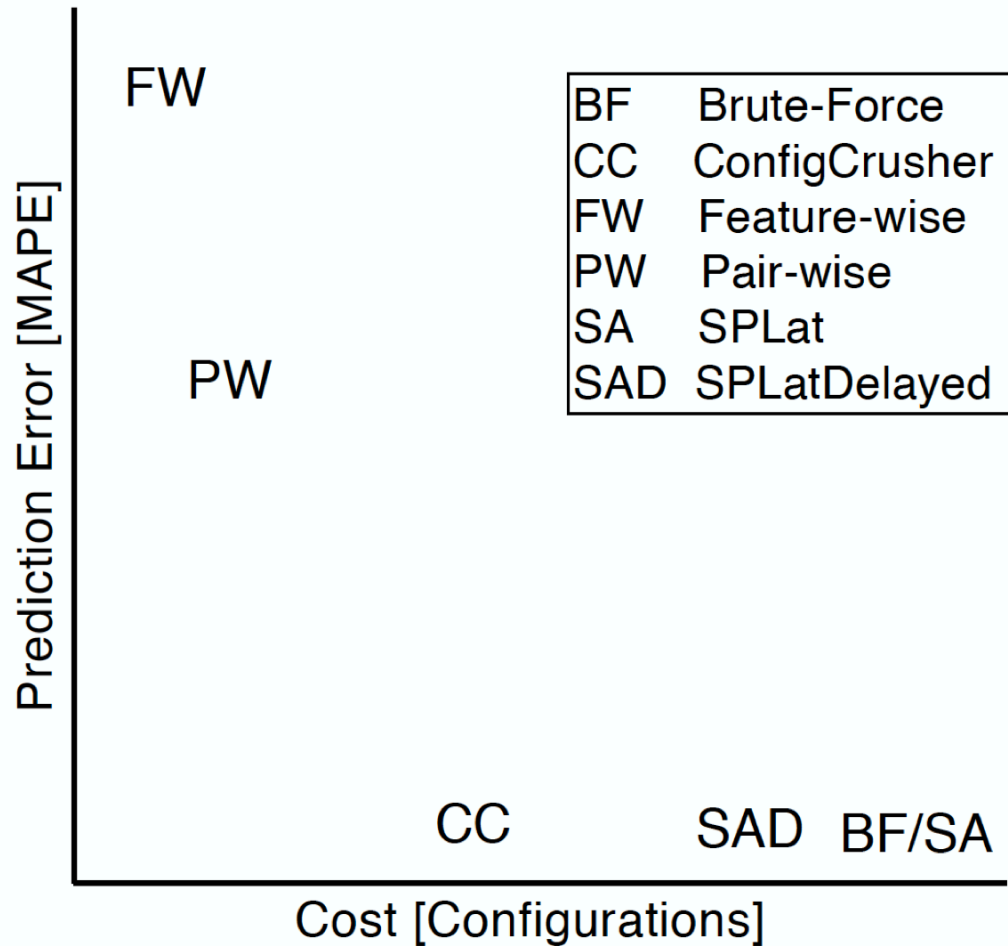 FW
BF Brute-Force
CC ConfigCrusher
FW Feature-wise
PW Pair-wise
SA SPLat
SAD SPLatDelayed
PW
Prediction Error [MAPE]
CC
SAD
BF/SA
Cost [Configurations]